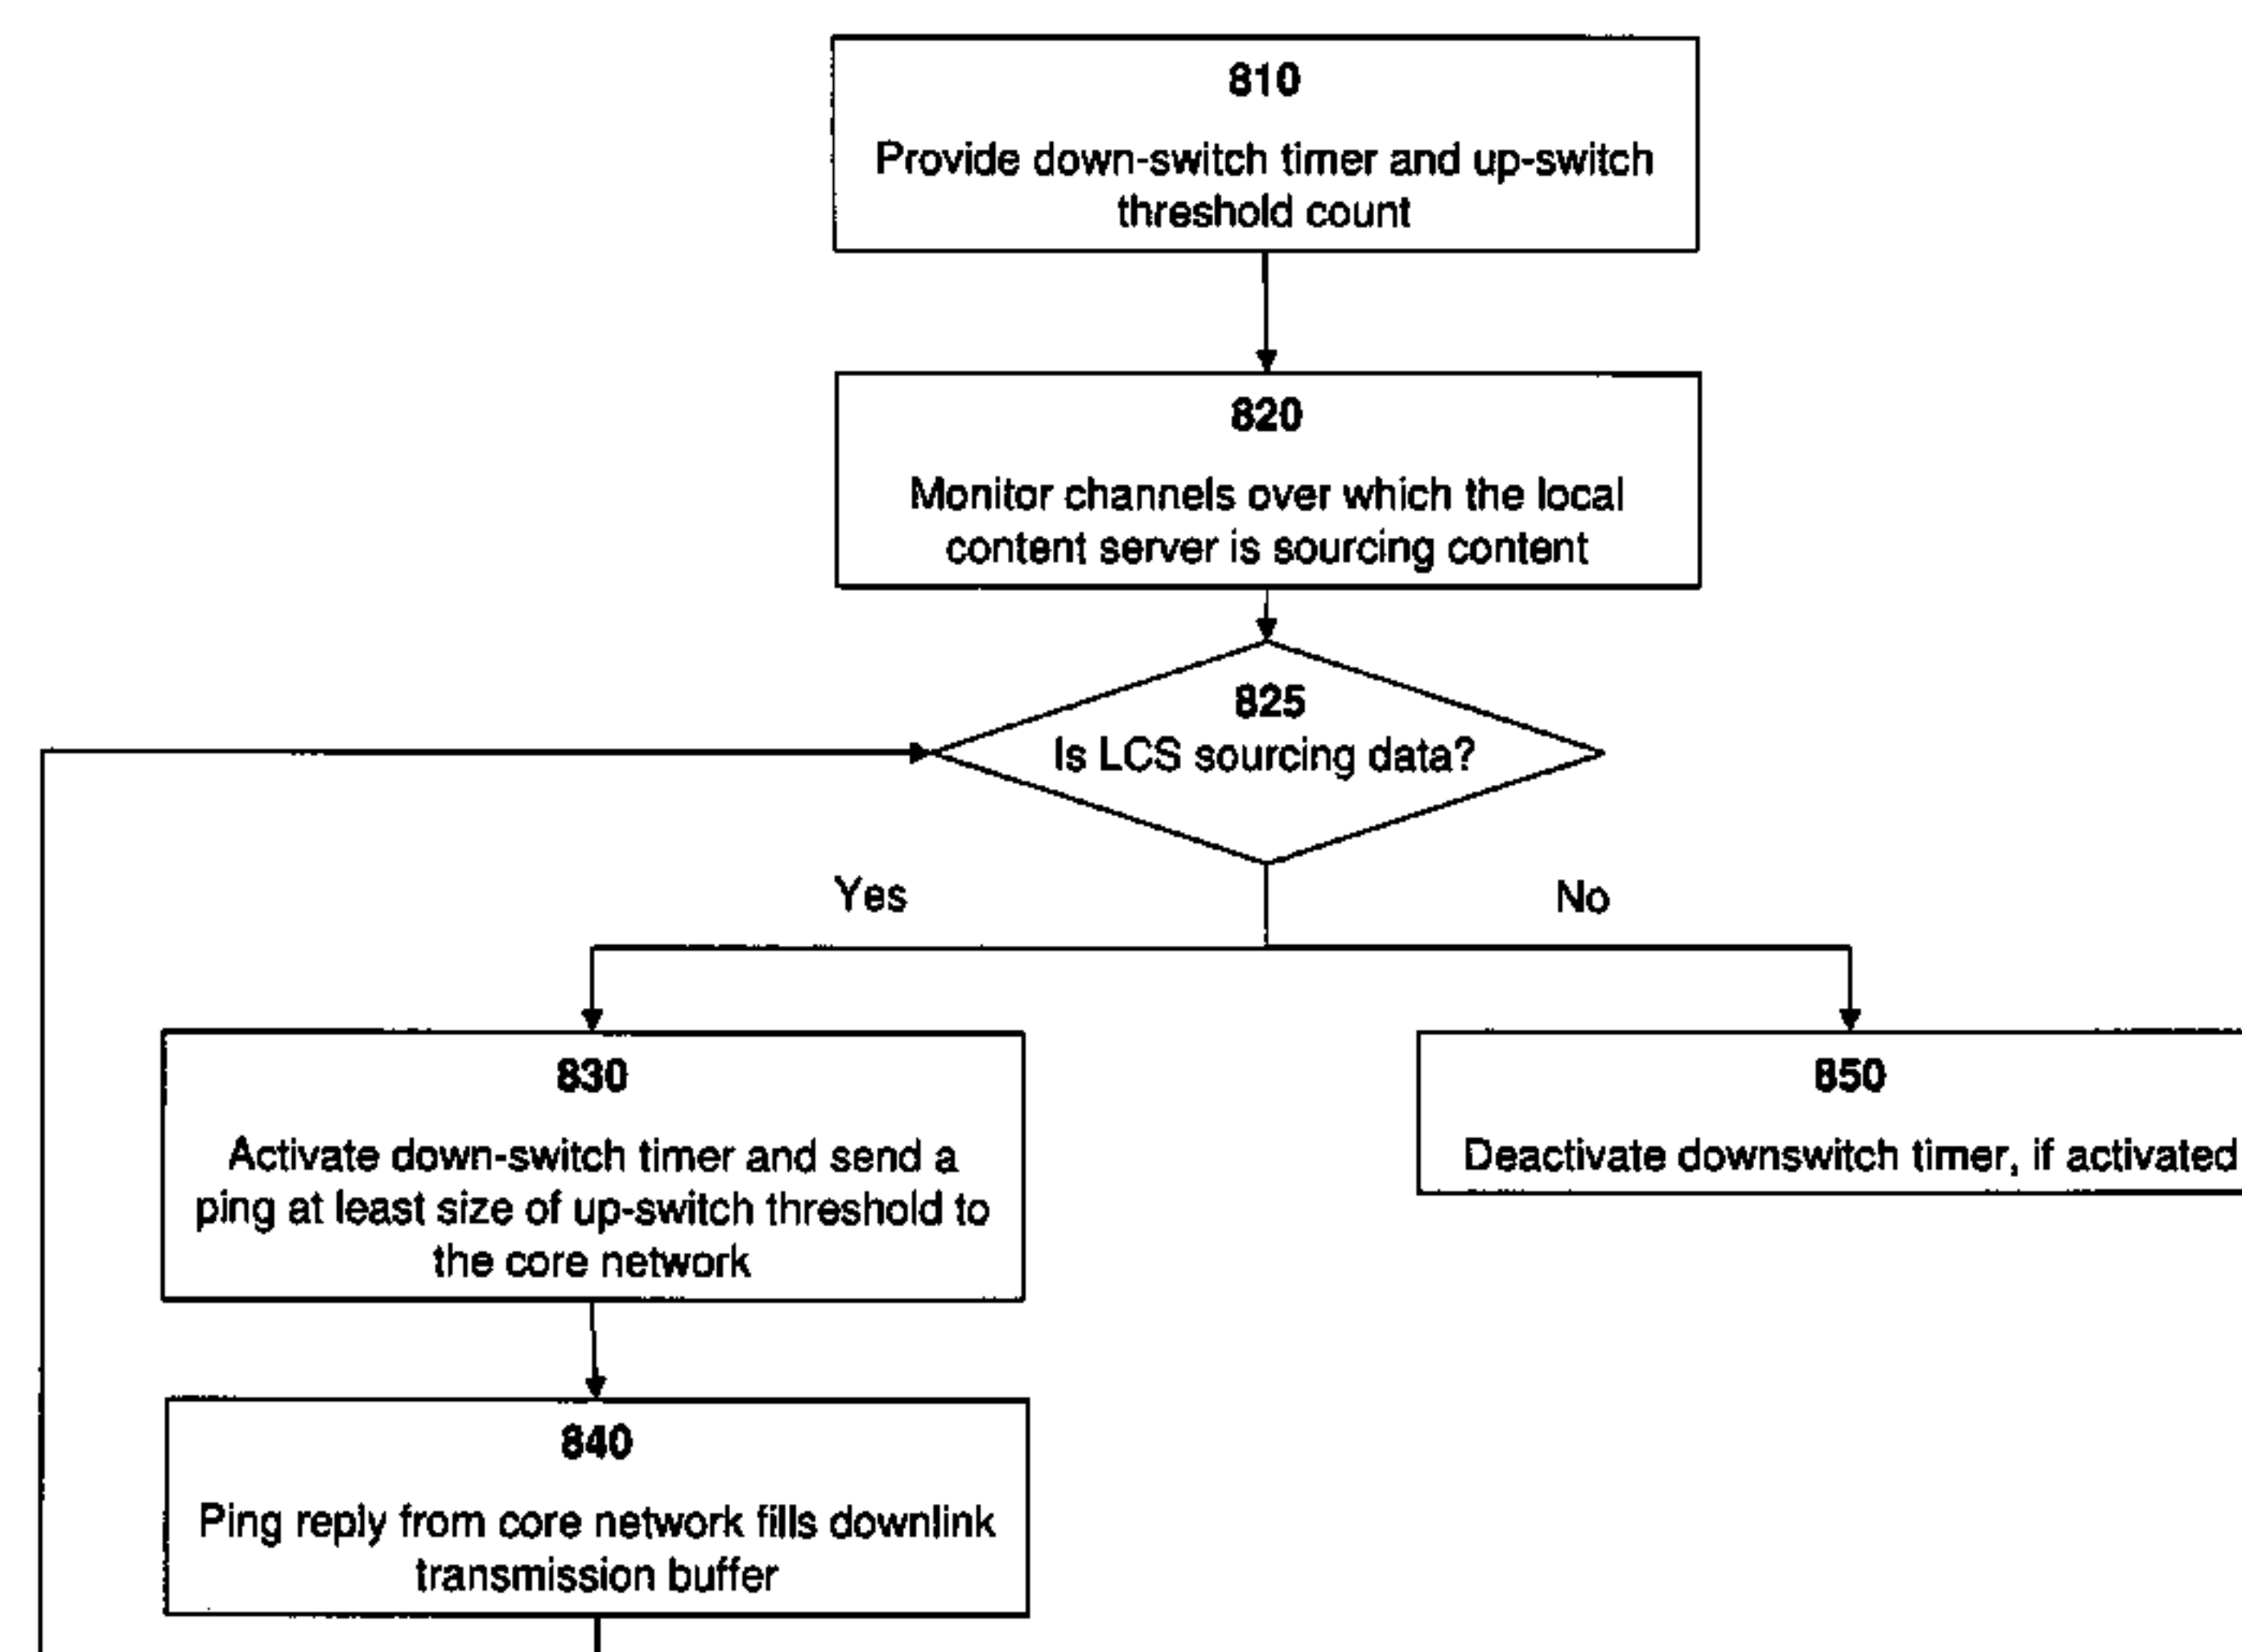 810
Provide down-switch timer and up-switch
threshold count
820
Monitor channels over which the local
content server is sourcing content
825
Is LCS sourcing data?
Yes
No
830
Activate down-switch timer and send a
ping at least size of up-switch threshold to
the core network
850
Deactivate downswitch timer, if activated
840
Ping reply from core network fills downlink
transmission buffer